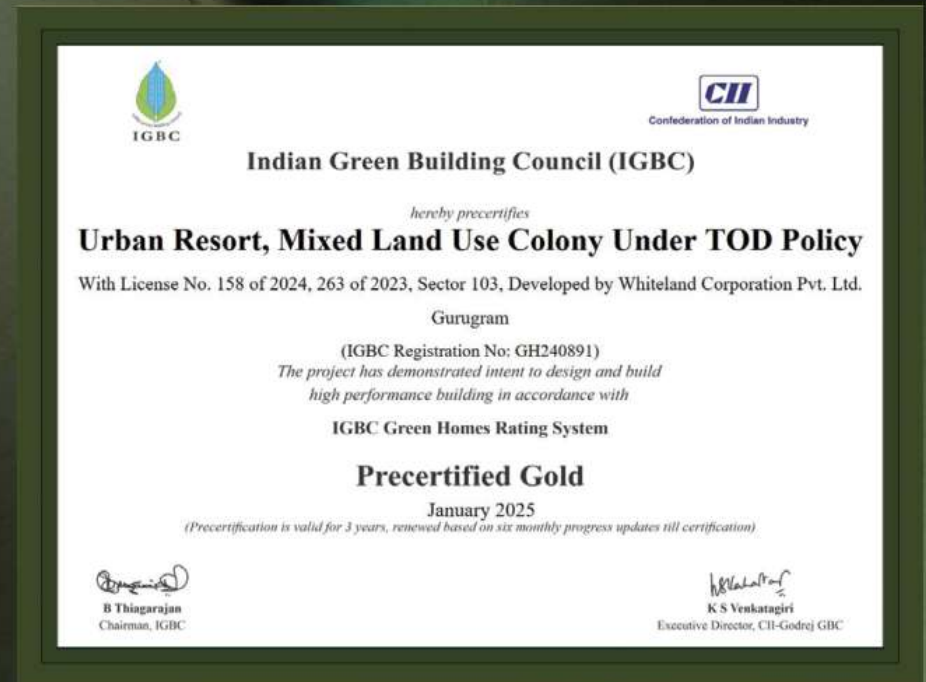 IGBC
CII
Confederation of Indian Industry
Indian Green Building Council (IGBC)
hereby precertifies
Urban Resort, Mixed Land Use Colony Under TOD Policy
With License No. 158 of 2024, 263 of 2023, Sector 103, Developed by Whiteland Corporation Pvt. Ltd.
Gurugram
(IGBC Registration No: GH240891)
The project has demonstrated intent to design and build
high performance building in accordance with
IGBC Green Homes Rating System
Precertified Gold
January 2025
(Precertification is valid for 3 years, renewed based on six monthly progress updates till certification)
B Thiagarajan
Chairman, IGBC
K S Venkatagiri
Executive Director, CII-Godrej GBC